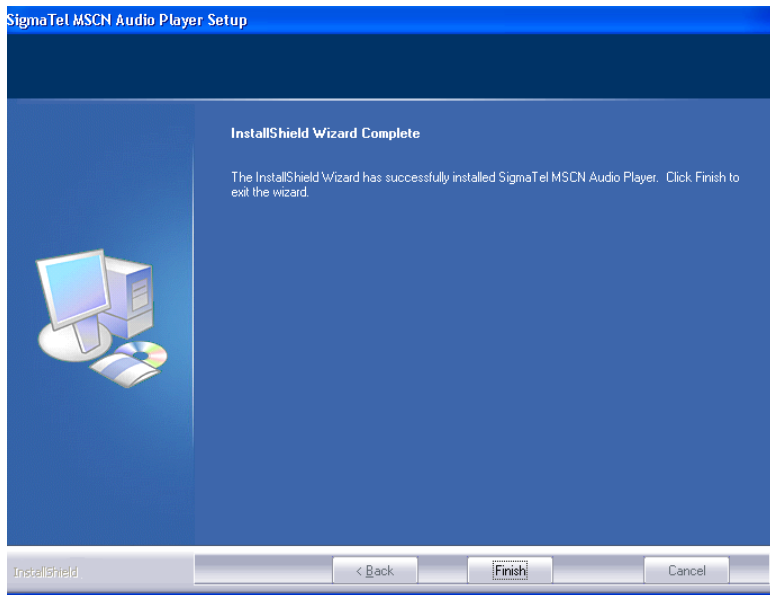 SigmaTel MSCN Audio Player Setup
InstallShield Wizard Complete
The InstallShield Wizard has successfully installed SigmaTel MSCN Audio Player. Click Finish to
exit the wizard.
InstallShield
< Back
Finish
Cancel